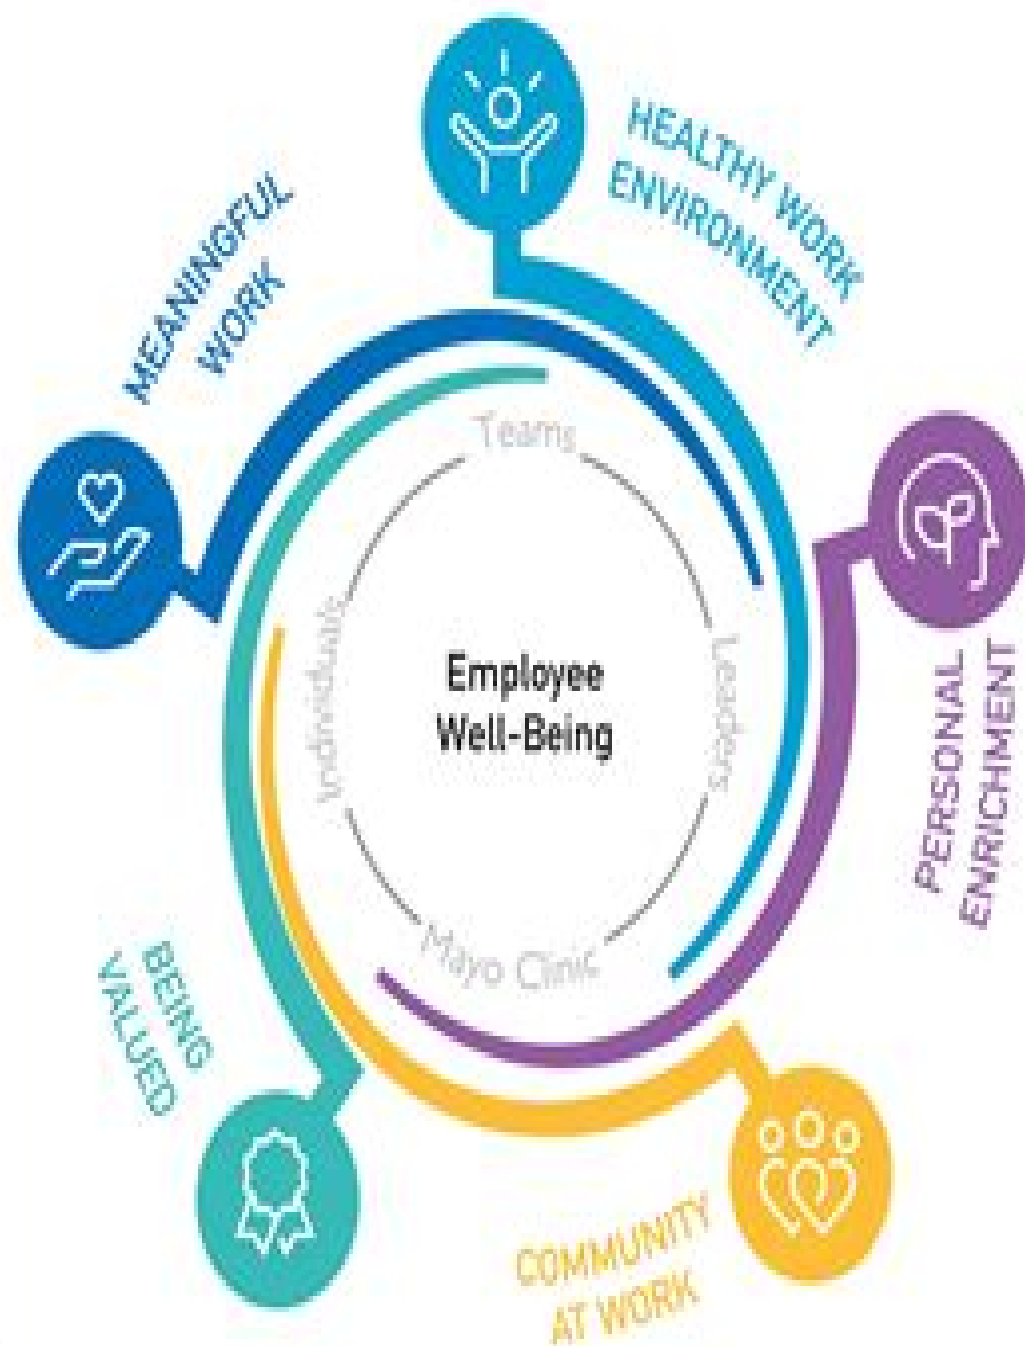 HEALTHY WORK
ENVIRONMENT
MEANINGFUL
WORK
Teams
Individuals
Leaders
Employee
Well-Being
PERSONAL
ENRICHMENT
Mayo Clinic
BEING
VALUED
COMMUNITY
AT WORK